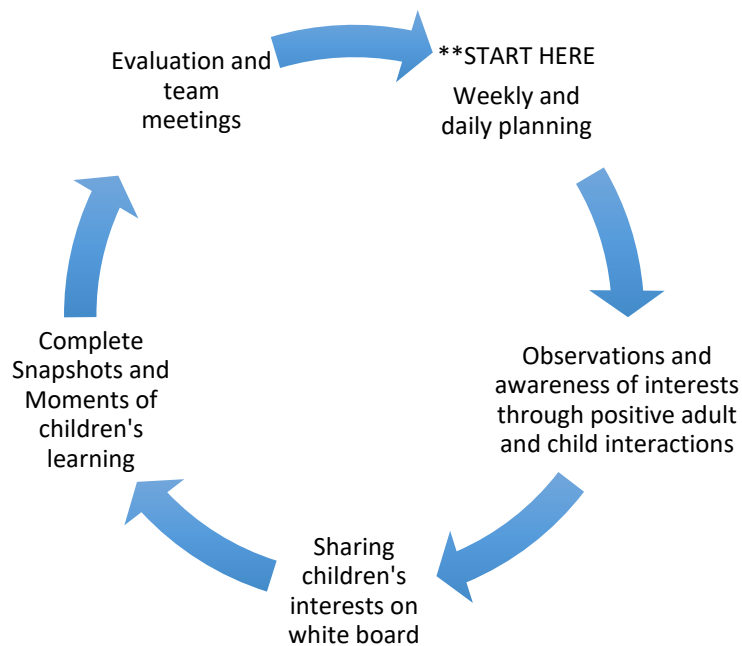 **START HERE
Weekly and
daily planning
Observations and
awareness of interests
through positive adult
and child interactions
Sharing
children's
interests on
white board
Complete
Snapshots and
Moments of
children's
learning
Evaluation and
team
meetings